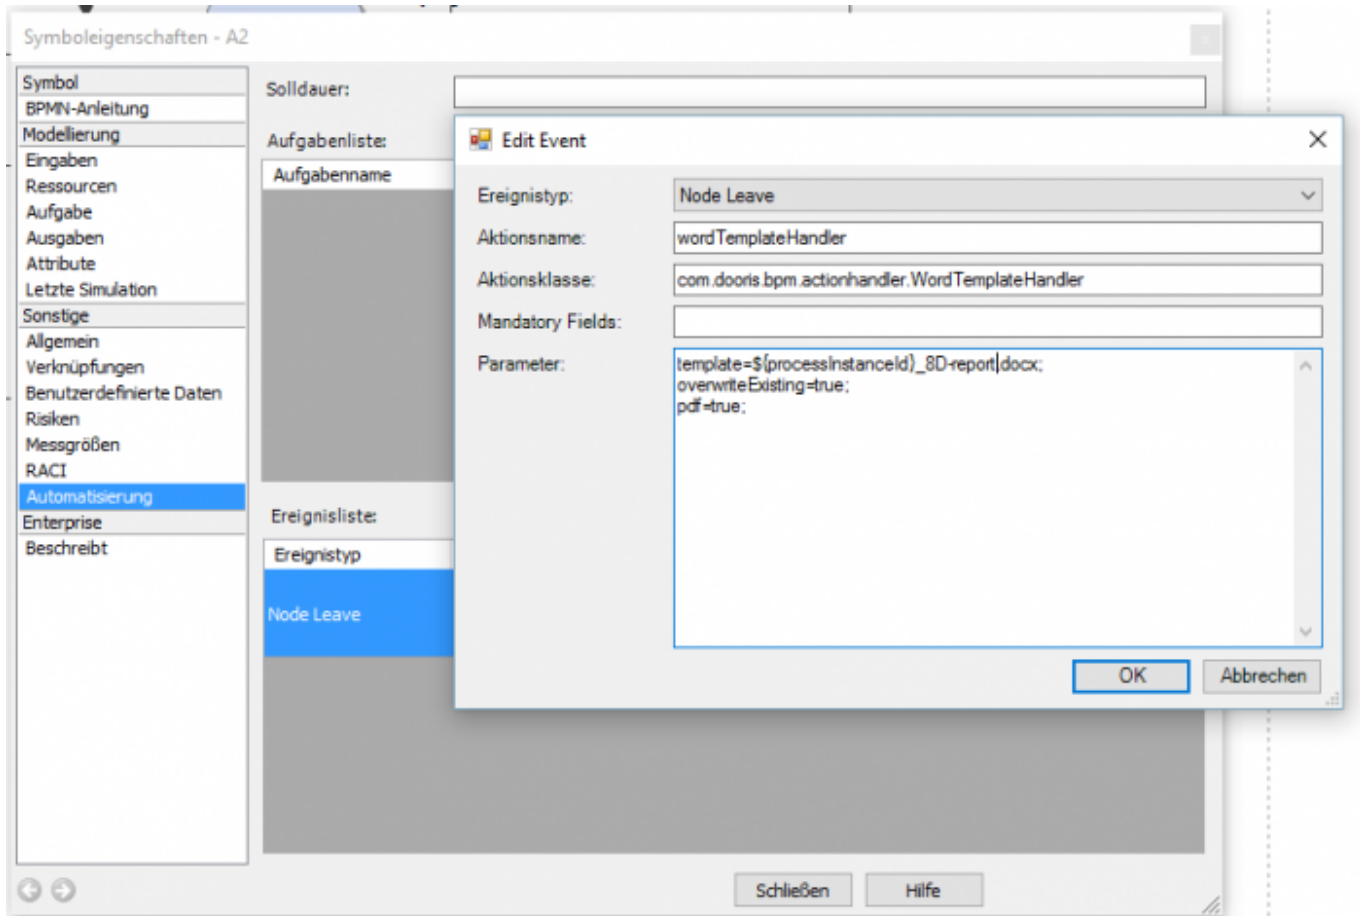 Symboleigenschaften - A2
Symbol
BPMN-Anleitung
Modellierung
Eingaben
Ressourcen
Aufgabe
Ausgaben
Attribute
Letzte Simulation
Sonstige
Allgemein
Verknüpfungen
Benutzerdefinierte Daten
Risiken
Messgrößen
RACI
Automatisierung
Enterprise
Beschreibt
Solldauer:
Aufgabenliste:
Aufgabenname
Ereignisliste:
Ereignistyp
Node Leave
Edit Event
Ereignistyp: Node Leave
Aktionsname: wordTemplateHandler
Aktionsklasse: com.dooris.bpm.actionhandler.WordTemplateHandler
Mandatory Fields:
Parameter: template=${processInstanceId}_8D-report.docx;
overwriteExisting=true;
pdf=true;
OK Abbrechen
Schließen Hilfe